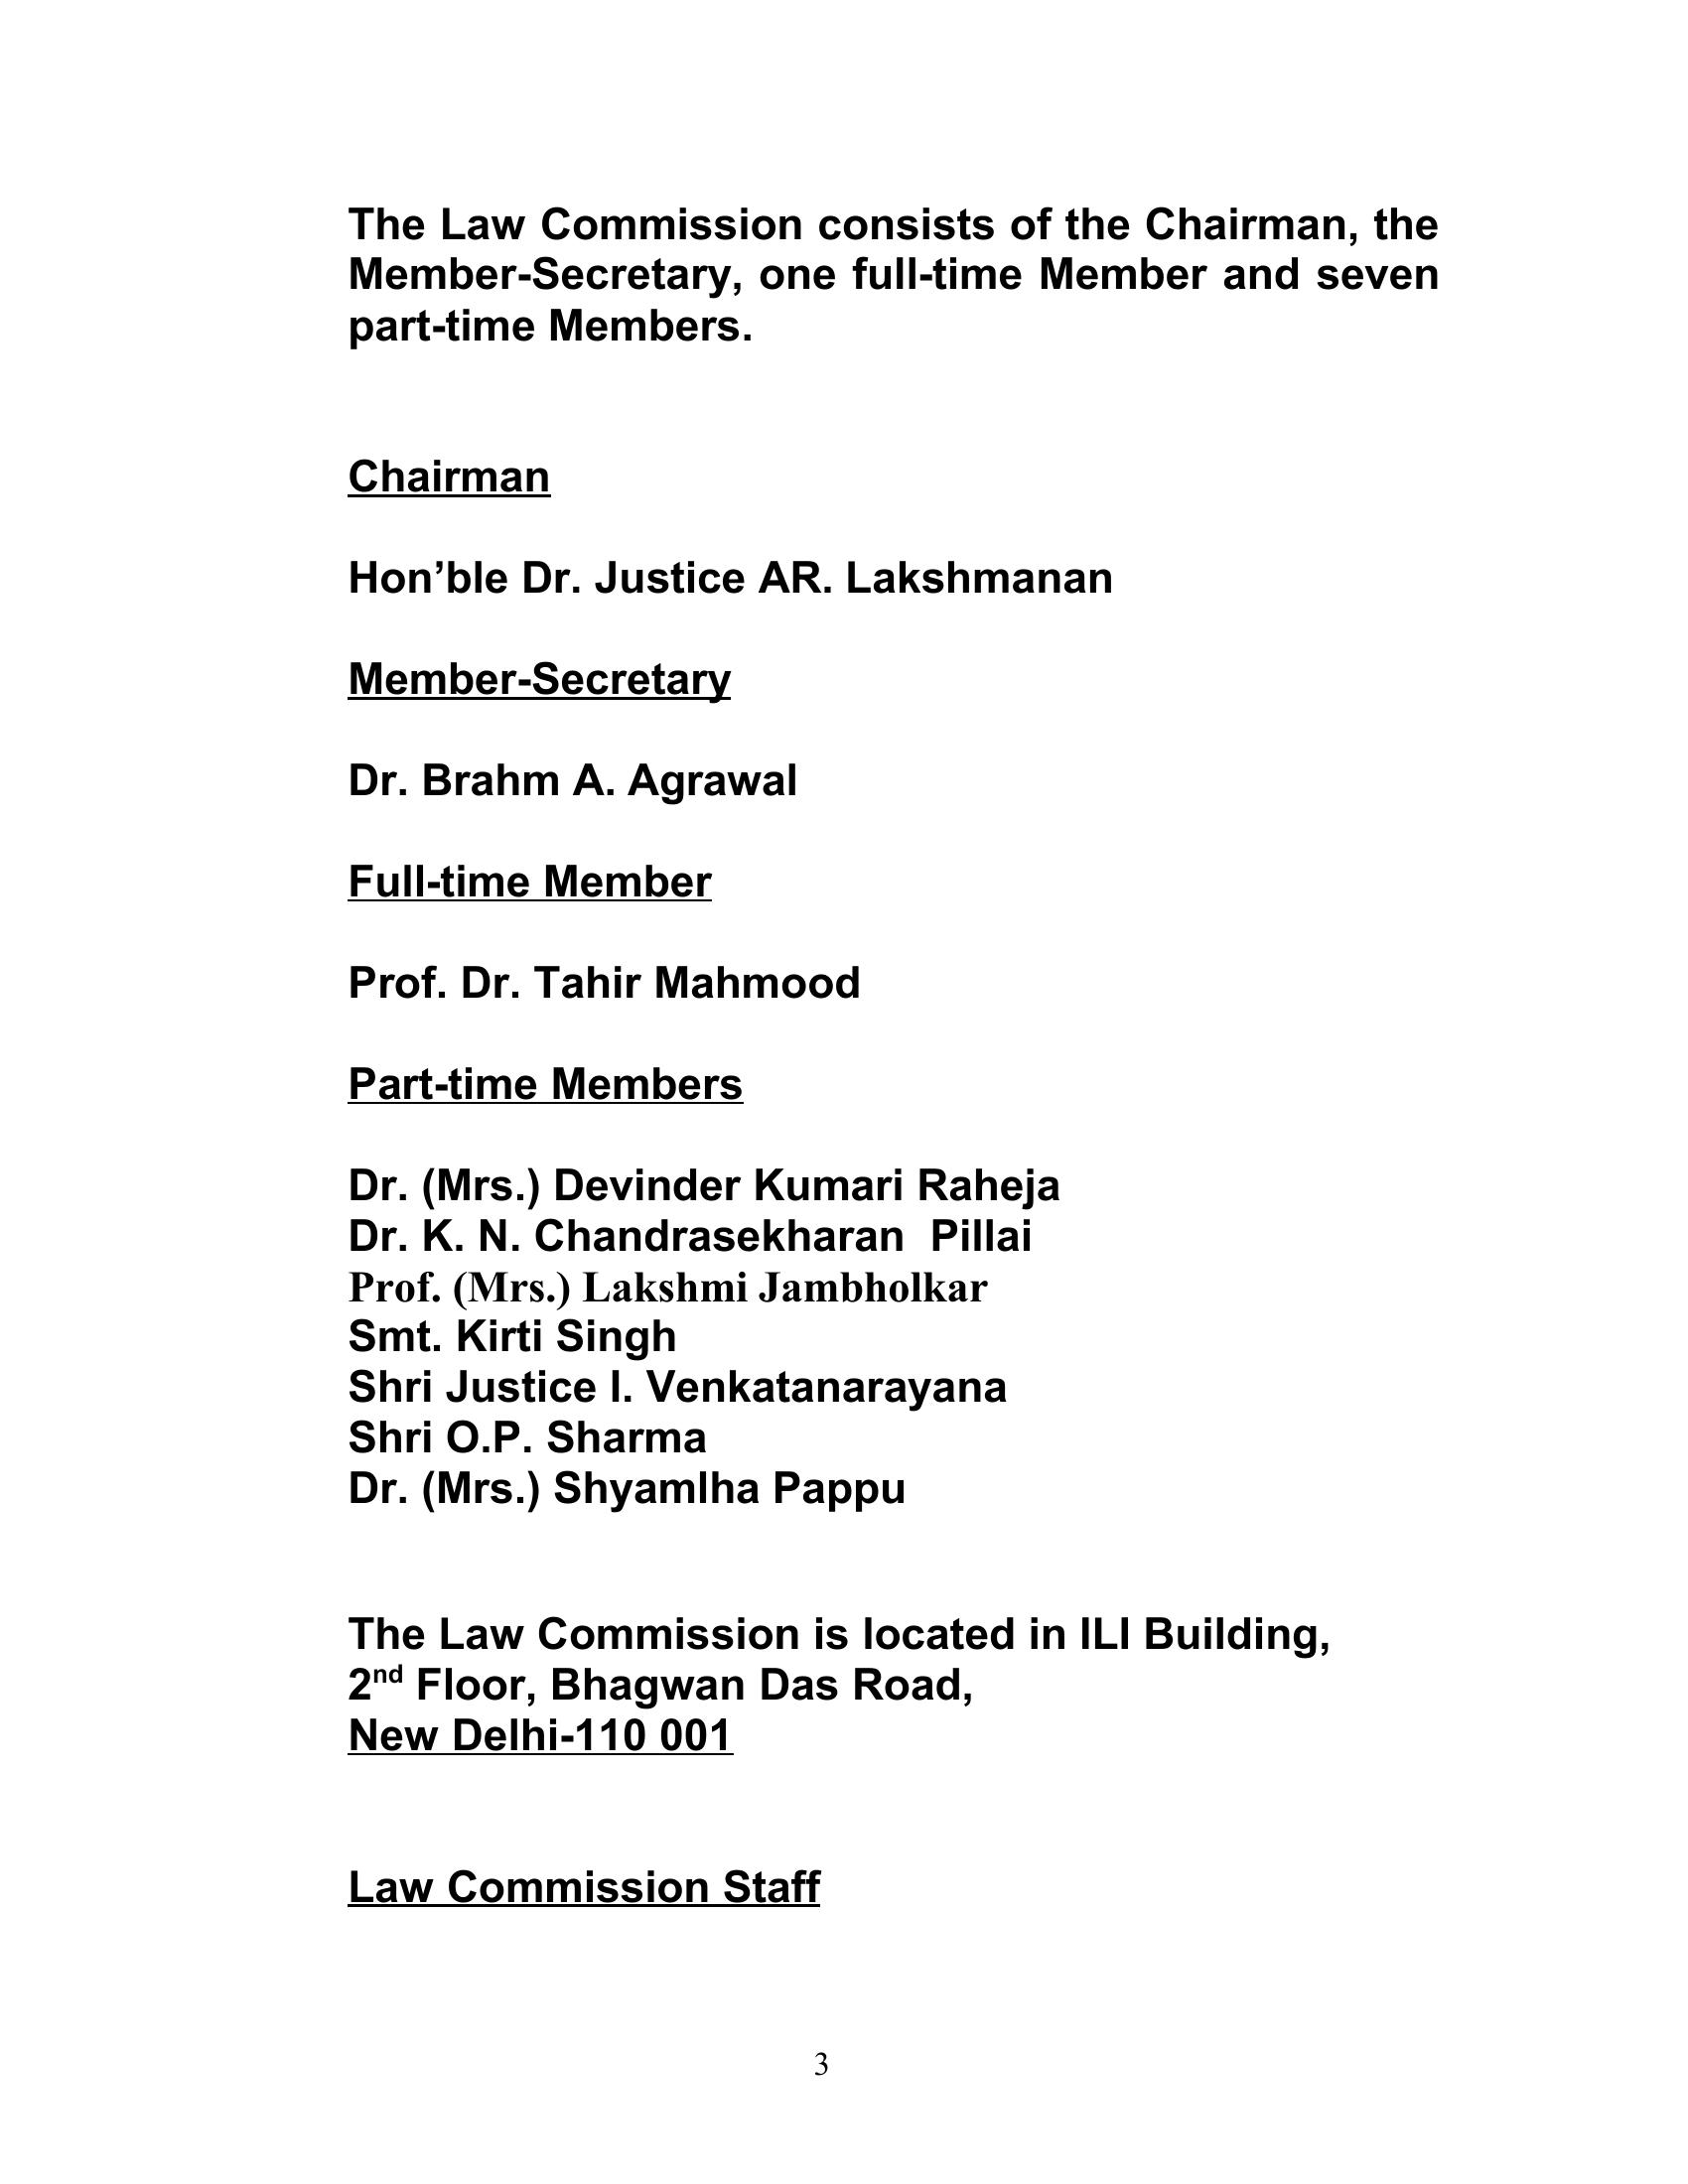 The Law Commission consists of the Chairman, the
Member-Secretary, one full-time Member and seven
part-time Members.
Chairman
Hon’ble Dr. Justice AR. Lakshmanan
Member-Secretary
Dr. Brahm A. Agrawal
Full-time Member
Prof. Dr. Tahir Mahmood
Part-time Members
Dr. (Mrs.) Devinder Kumari Raheja
Dr. K. N. Chandrasekharan  Pillai
Prof. (Mrs.) Lakshmi Jambholkar
Smt. Kirti Singh
Shri Justice I. Venkatanarayana
Shri O.P. Sharma
Dr. (Mrs.) Shyamlha Pappu
The Law Commission is located in ILI Building,
2nd Floor, Bhagwan Das Road,
New Delhi-110 001
Law Commission Staff
3